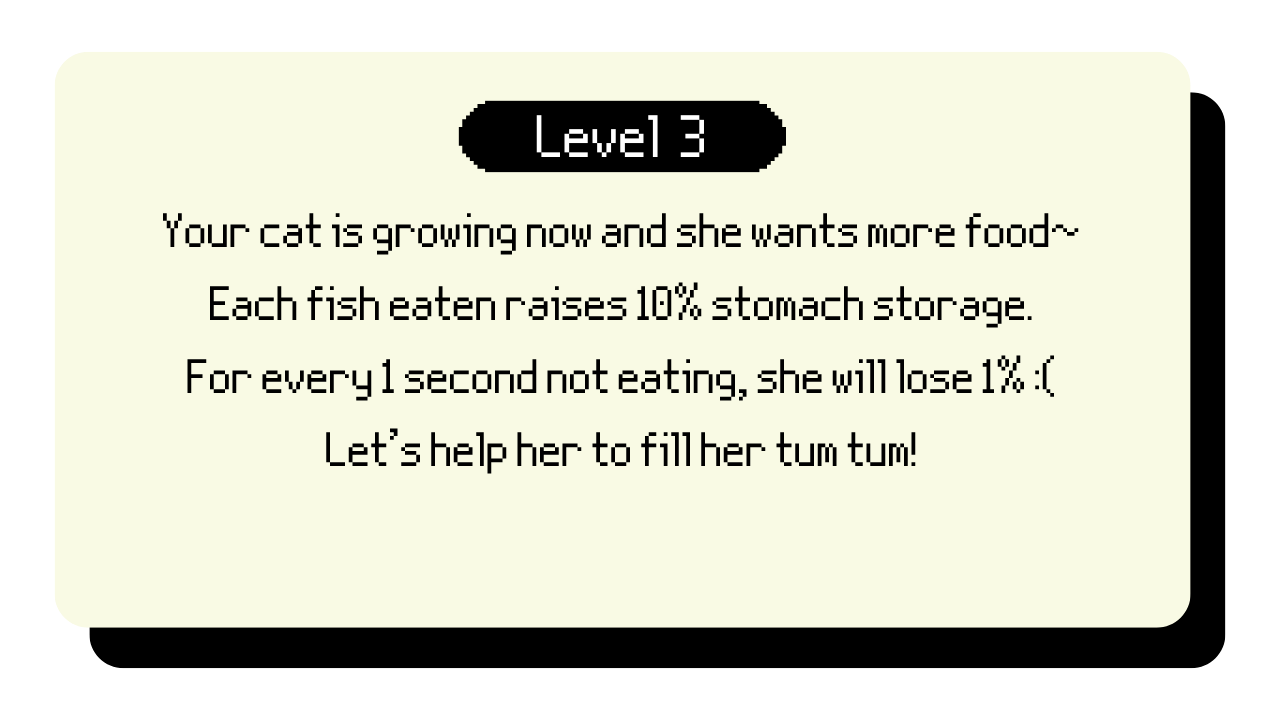 Level 3
Your cat is growing now and she wants more food~
Each fish eaten raises 10% stomach storage.
For every 1 second not eating, she will lose 1% :(
Let's help her to fill her tum tum!